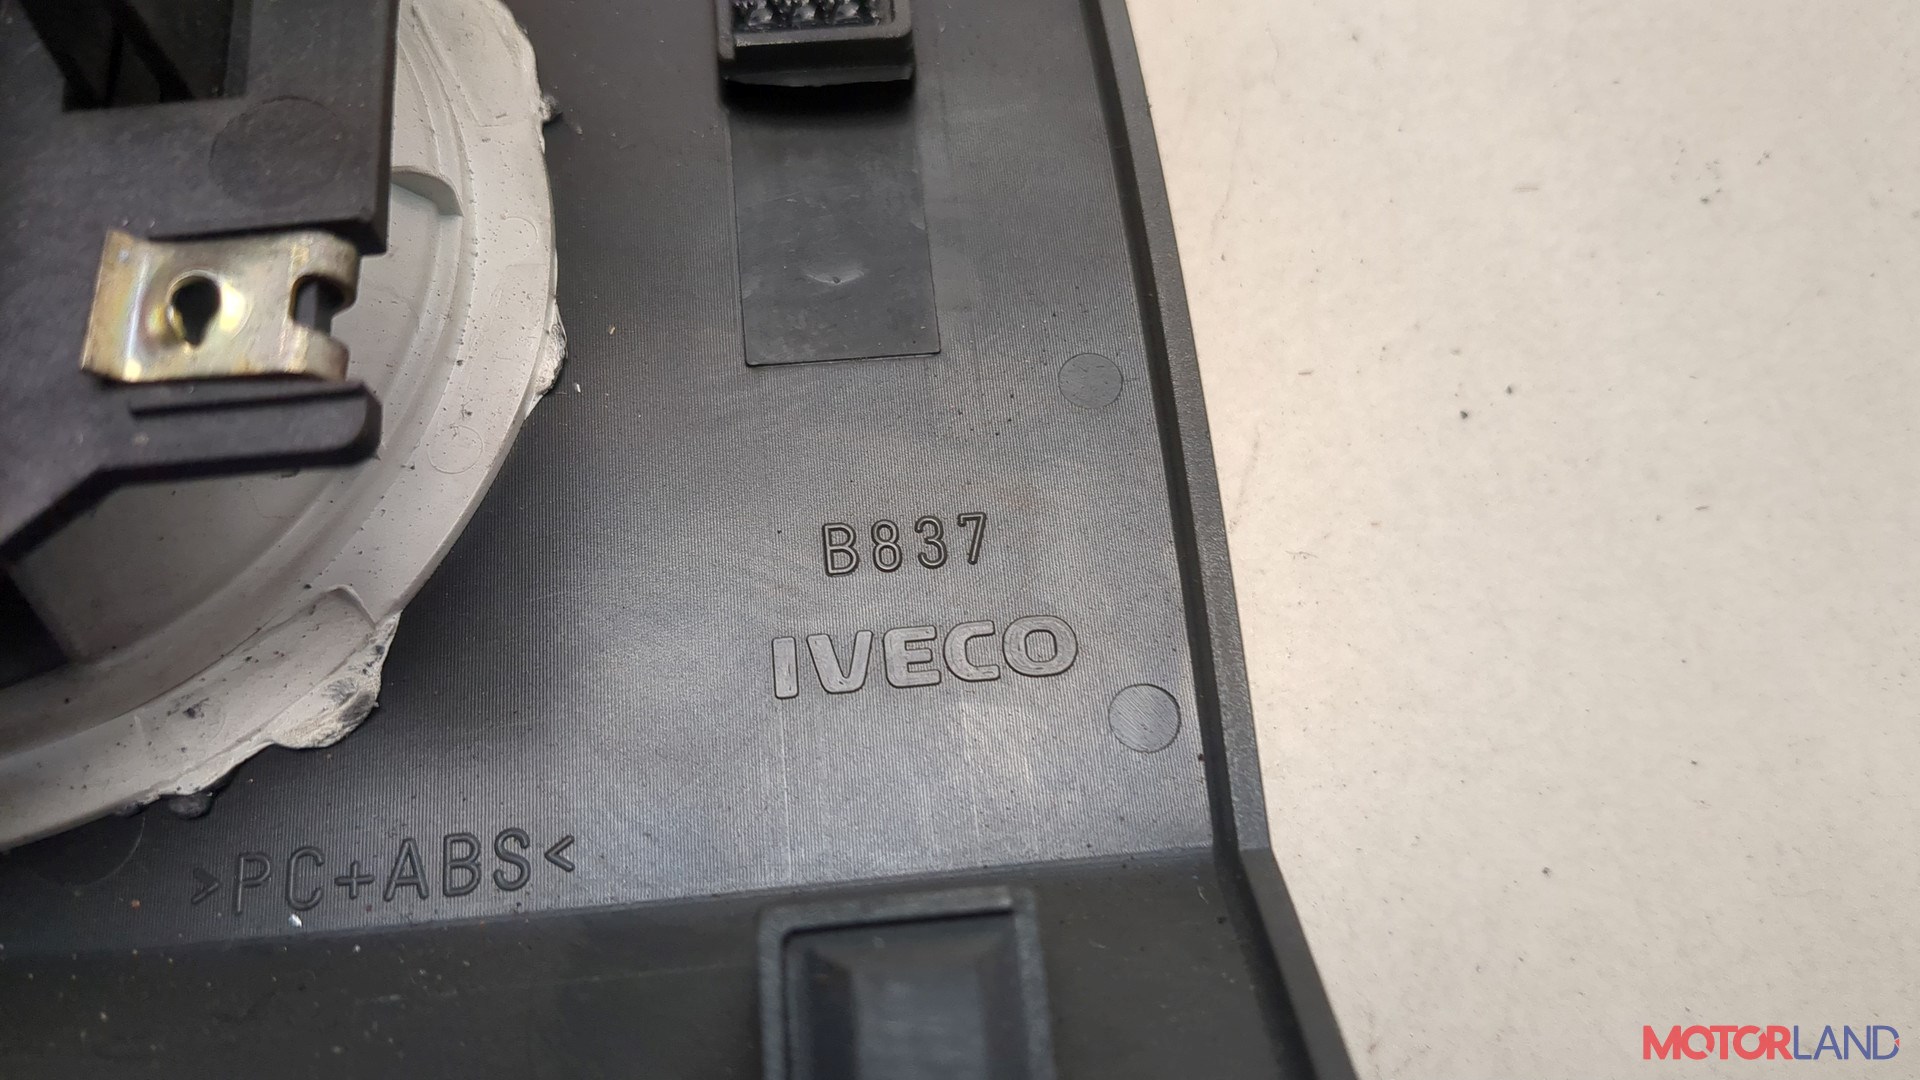 B837
IVECO
>PC+ABS<
MOTORLAND